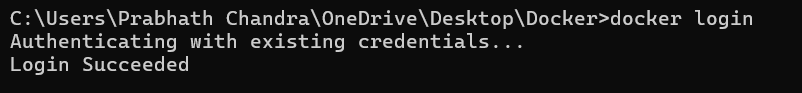 C:\Users\Prabhath Chandra\OneDrive\Desktop\Docker>docker login
Authenticating with existing credentials...
Login Succeeded